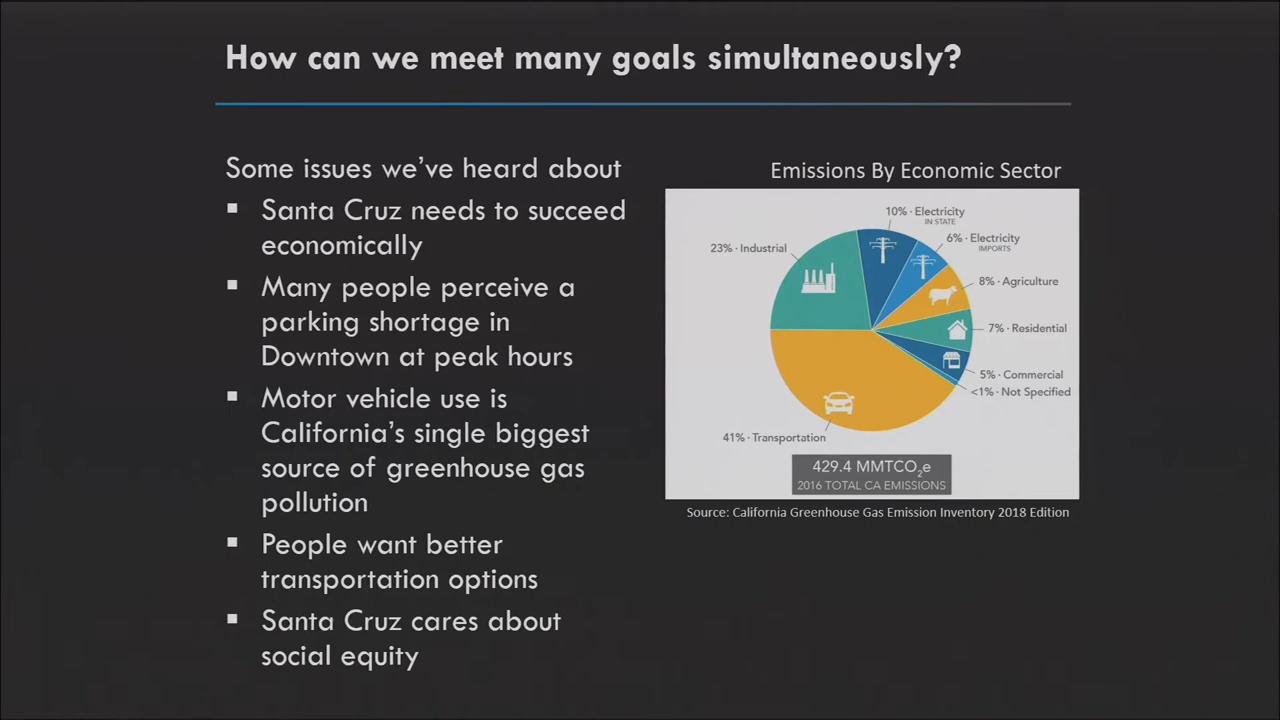 How can we meet many goals simultaneously?
Some issues we've heard about
▪ Santa Cruz needs to succeed
economically
▪ Many people perceive a
parking shortage in
Downtown at peak hours
▪ Motor vehicle use is
California's single biggest
source of greenhouse gas
pollution
▪ People want better
transportation options
▪ Santa Cruz cares about
social equity
Emissions By Economic Sector
10% · Electricity
IN STATE
6% · Electricity
IMPORTS
23% · Industrial
8% · Agriculture
7% · Residential
5% · Commercial
<1% · Not Specified
41% · Transportation
429.4 MMTCO₂e
2016 TOTAL CA EMISSIONS
Source: California Greenhouse Gas Emission Inventory 2018 Edition